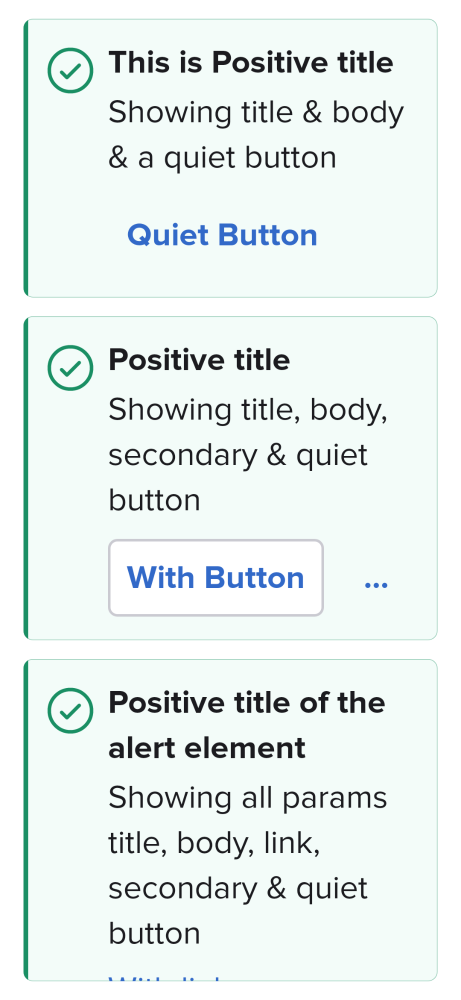 This is Positive title
Showing title & body
& a quiet button
Quiet Button
Positive title
Showing title, body,
secondary & quiet
button
With Button
...
Positive title of the
alert element
Showing all params
title, body, link,
secondary & quiet
button